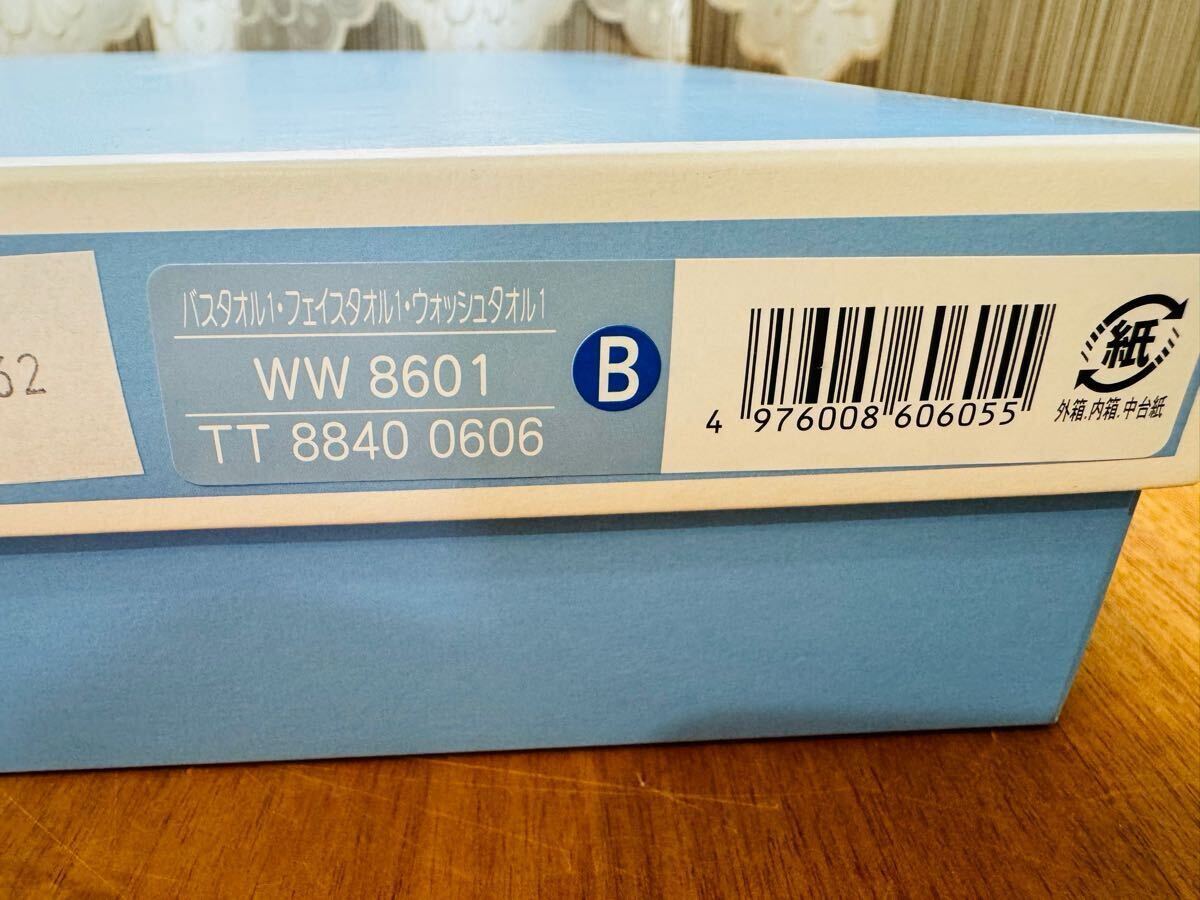 32
バスタオル1・フェイスタオル1・ウォッシュタオル1
WW 8601
TT 8840 0606
B
4 976008 606055
紙
外箱.内箱.中台紙